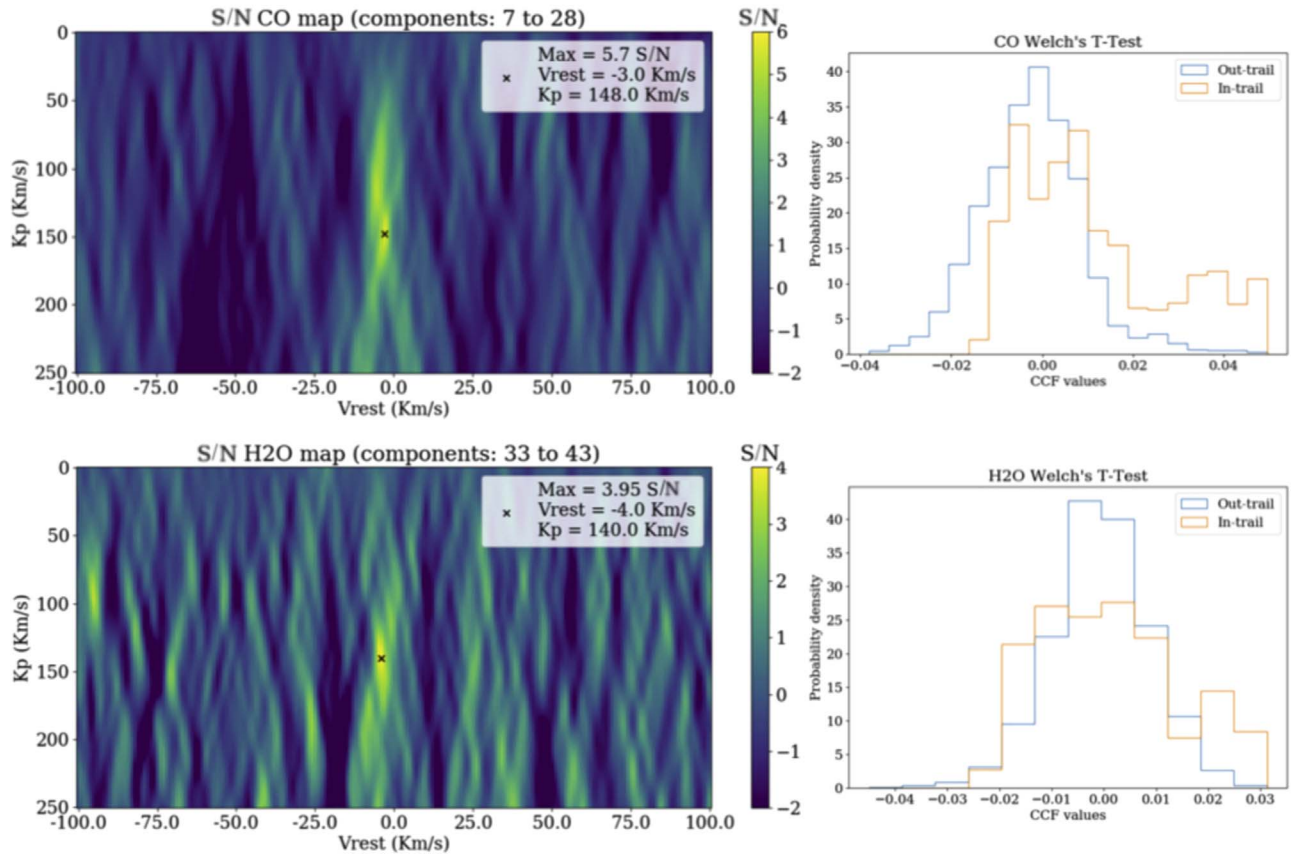 S/N CO map (components: 7 to 28)
S/N
0
50
100
150
200
250
Kp (Km/s)
Max = 5.7 S/N
Vrest = -3.0 Km/s
Kp = 148.0 Km/s
-100.0 -75.0 -50.0 -25.0 0.0 25.0 50.0 75.0 100.0
Vrest (Km/s)
6
5
4
3
2
1
0
−1
−2
CO Welch's T-Test
Out-trail
In-trail
40
35
30
25
20
15
10
5
0
Probability density
−0.04 −0.02 0.00 0.02 0.04
CCF values
S/N H2O map (components: 33 to 43)
S/N
0
50
100
150
200
250
Kp (Km/s)
Max = 3.95 S/N
Vrest = -4.0 Km/s
Kp = 140.0 Km/s
-100.0 -75.0 -50.0 -25.0 0.0 25.0 50.0 75.0 100.0
Vrest (Km/s)
4
3
2
1
0
−1
−2
H2O Welch's T-Test
Out-trail
In-trail
40
35
30
25
20
15
10
5
0
Probability density
−0.04 −0.03 −0.02 −0.01 0.00 0.01 0.02 0.03
CCF values